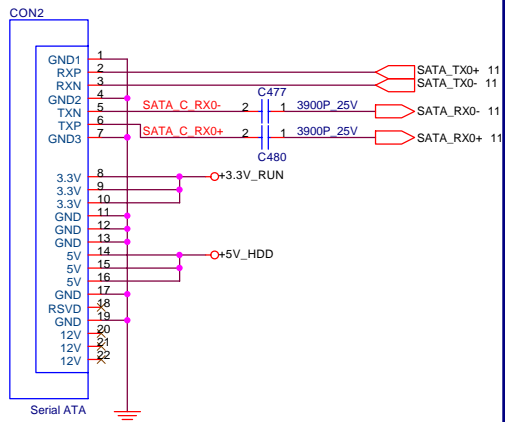 CON2
GND1 1
RXP 2 SATA_TX0+ 11
RXN 3 SATA_TX0- 11
GND2 4
C477
TXN 5 SATA_C_RX0- 2 1 3900P_25V SATA_RX0- 11
TXP 6 SATA_C_RX0+ 2 1 3900P_25V SATA_RX0+ 11
GND3 7
C480
3.3V 8 +3.3V_RUN
3.3V 9
3.3V 10
GND 11
GND 12
GND 13
5V 14 +5V_HDD
5V 15
5V 16
GND 17
RSVD 18
GND 19
12V 20
12V 21
12V 22
Serial ATA